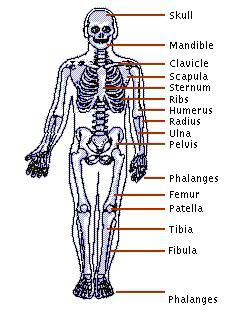 Skull
Mandible
Clavicle
Scapula
Sternum
Ribs
Humerus
Radius
Ulna
Pelvis
Phalanges
Femur
Patella
Tibia
Fibula
Phalanges